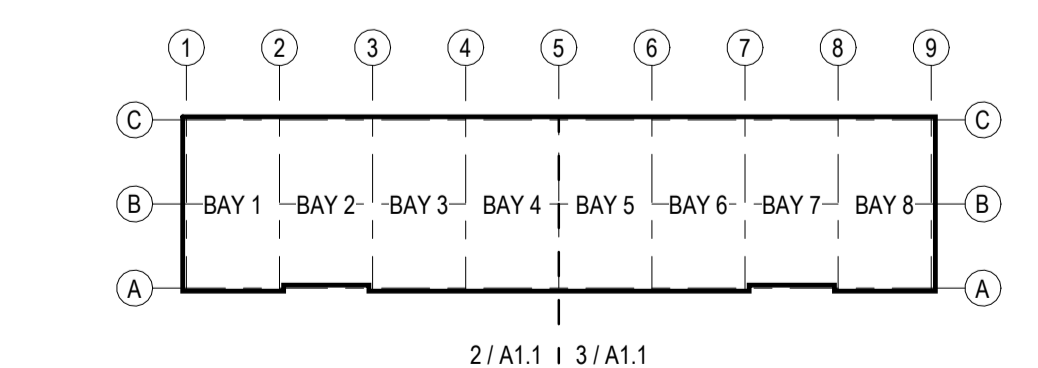 1 2 3 4 5 6 7 8 9
C C
B BAY 1 BAY 2 BAY 3 BAY 4 BAY 5 BAY 6 BAY 7 BAY 8 B
A A
2 / A1.1 3 / A1.1